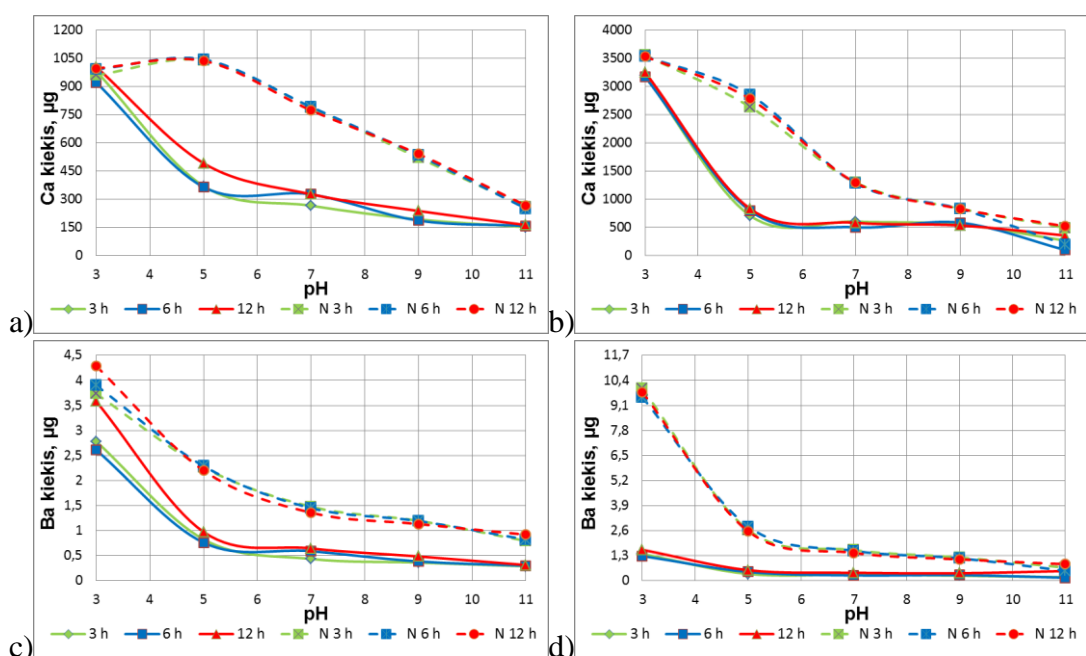 a)
Ca kiekis, µg
1200
1050
900
750
600
450
300
150
0
3 4 5 6 7 8 9 10 11
pH
3 h 6 h 12 h N 3 h N 6 h N 12 h
b)
Ca kiekis, µg
4000
3500
3000
2500
2000
1500
1000
500
0
3 4 5 6 7 8 9 10 11
pH
3 h 6 h 12 h N 3 h N 6 h N 12 h
c)
Ba kiekis, µg
4,5
4
3,5
3
2,5
2
1,5
1
0,5
0
3 4 5 6 7 8 9 10 11
pH
3 h 6 h 12 h N 3 h N 6 h N 12 h
d)
Ba kiekis, µg
11,7
10,4
9,1
7,8
6,5
5,2
3,9
2,6
1,3
0
3 4 5 6 7 8 9 10 11
pH
3 h 6 h 12 h N 3 h N 6 h N 12 h